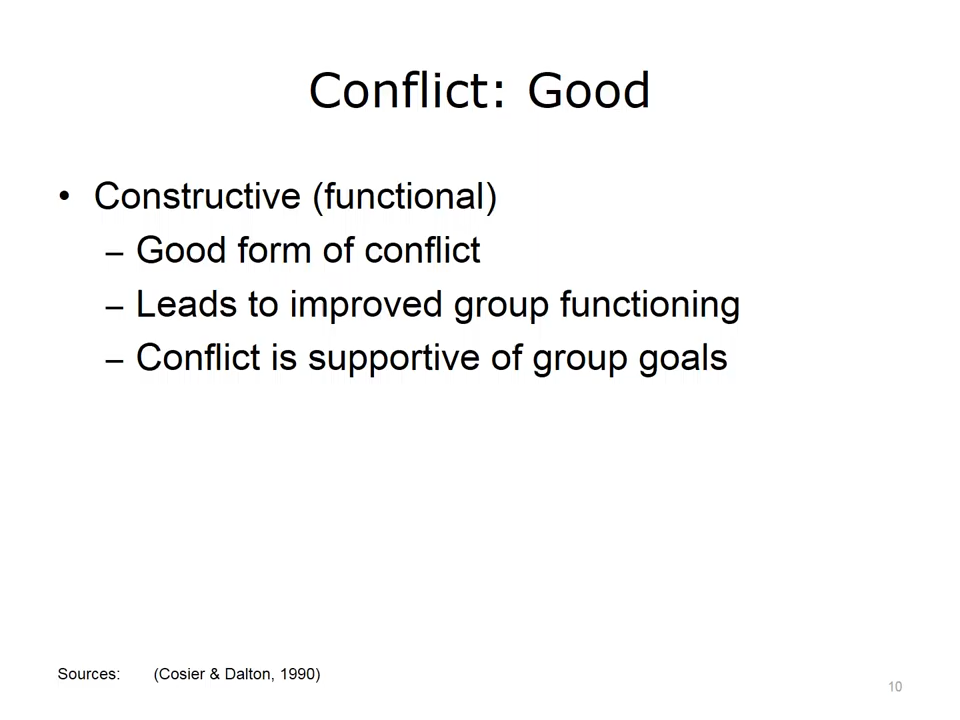 Conflict: Good
• Constructive (functional)
– Good form of conflict
– Leads to improved group functioning
– Conflict is supportive of group goals
Sources: (Cosier & Dalton, 1990)
10